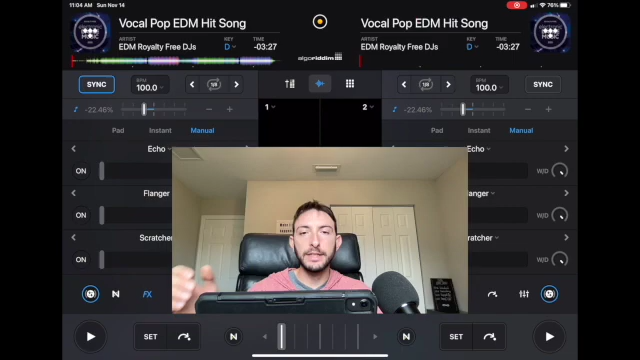 11:04 AM Sun Nov 14
76%
Vocal Pop EDM Hit Song
ARTIST
EDM Royalty Free DJs
KEY
D
TIME
-03:27
algoriddim
Vocal Pop EDM Hit Song
ARTIST
EDM Royalty Free DJs
KEY
D
TIME
-03:27
SYNC
BPM
100.0
1/8
1/8
BPM
100.0
SYNC
-22.46%
1
2
-22.46%
Pad Instant Manual
Pad Instant Manual
Echo
Echo
ON
W/D
Flanger
langer
ON
W/D
Scratcher
cratcher
ON
W/D
N
FX
SET
N
N
SET